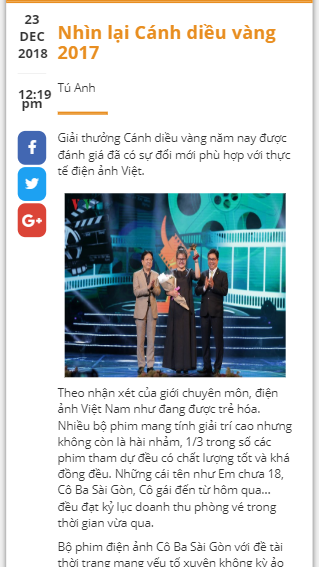 23
DEC
2018
12:19
pm
Nhìn lại Cánh diều vàng
2017
Tú Anh
Giải thưởng Cánh diều vàng năm nay được
đánh giá đã có sự đổi mới phù hợp với thực
tế điện ảnh Việt.
Theo nhận xét của giới chuyên môn, điện
ảnh Việt Nam như đang được trẻ hóa.
Nhiều bộ phim mang tính giải trí cao nhưng
không còn là hài nhảm, 1/3 trong số các
phim tham dự đều có chất lượng tốt và khá
đồng đều. Những cái tên như Em chưa 18,
Cô Ba Sài Gòn, Cô gái đến từ hôm qua...
đều đạt kỷ lục doanh thu phòng vé trong
thời gian vừa qua.
Bộ phim điện ảnh Cô Ba Sài Gòn với đề tài
thời trang mang yếu tố xuyên không kỳ ảo